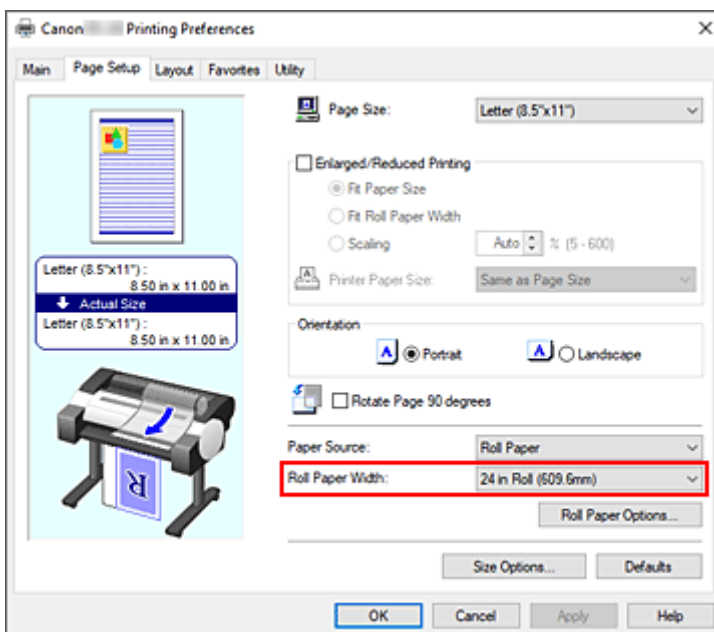 Canon Printing Preferences
Main Page Setup Layout Favorites Utility
Page Size: Letter (8.5"x11")
Enlarged/Reduced Printing
Fit Paper Size
Fit Roll Paper Width
Scaling Auto % (5 - 600)
Printer Paper Size: Same as Page Size
Letter (8.5"x11") :
8.50 in x 11.00 in
Actual Size
Letter (8.5"x11") :
8.50 in x 11.00 in
Orientation
A Portrait A Landscape
Rotate Page 90 degrees
Paper Source: Roll Paper
Roll Paper Width: 24 in Roll (609.6mm)
R
Roll Paper Options...
Size Options... Defaults
OK Cancel Apply Help